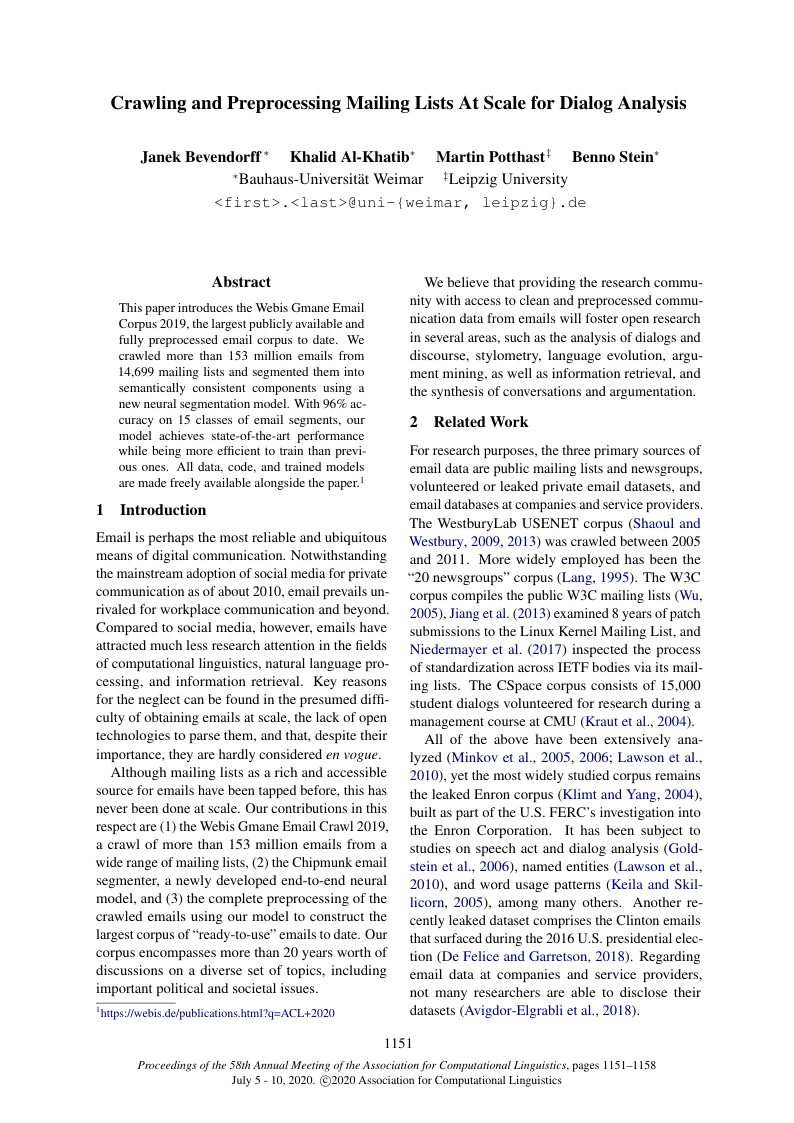 Crawling and Preprocessing Mailing Lists At Scale for Dialog Analysis
Janek Bevendorff∗ Khalid Al-Khatib∗ Martin Potthast‡ Benno Stein∗
∗Bauhaus-Universität Weimar ‡Leipzig University
<first>.<last>@uni-{weimar, leipzig}.de
Abstract
This paper introduces the Webis Gmane Email
Corpus 2019, the largest publicly available and
fully preprocessed email corpus to date. We
crawled more than 153 million emails from
14,699 mailing lists and segmented them into
semantically consistent components using a
new neural segmentation model. With 96% ac-
curacy on 15 classes of email segments, our
model achieves state-of-the-art performance
while being more efficient to train than previ-
ous ones. All data, code, and trained models
are made freely available alongside the paper.1
1 Introduction
Email is perhaps the most reliable and ubiquitous
means of digital communication. Notwithstanding
the mainstream adoption of social media for private
communication as of about 2010, email prevails un-
rivaled for workplace communication and beyond.
Compared to social media, however, emails have
attracted much less research attention in the fields
of computational linguistics, natural language pro-
cessing, and information retrieval. Key reasons
for the neglect can be found in the presumed diffi-
culty of obtaining emails at scale, the lack of open
technologies to parse them, and that, despite their
importance, they are hardly considered en vogue.
Although mailing lists as a rich and accessible
source for emails have been tapped before, this has
never been done at scale. Our contributions in this
respect are (1) the Webis Gmane Email Crawl 2019,
a crawl of more than 153 million emails from a
wide range of mailing lists, (2) the Chipmunk email
segmenter, a newly developed end-to-end neural
model, and (3) the complete preprocessing of the
crawled emails using our model to construct the
largest corpus of “ready-to-use” emails to date. Our
corpus encompasses more than 20 years worth of
discussions on a diverse set of topics, including
important political and societal issues.
1https://webis.de/publications.html?q=ACL+2020
We believe that providing the research commu-
nity with access to clean and preprocessed commu-
nication data from emails will foster open research
in several areas, such as the analysis of dialogs and
discourse, stylometry, language evolution, argu-
ment mining, as well as information retrieval, and
the synthesis of conversations and argumentation.
2 Related Work
For research purposes, the three primary sources of
email data are public mailing lists and newsgroups,
volunteered or leaked private email datasets, and
email databases at companies and service providers.
The WestburyLab USENET corpus (Shaoul and
Westbury, 2009, 2013) was crawled between 2005
and 2011. More widely employed has been the
“20 newsgroups” corpus (Lang, 1995). The W3C
corpus compiles the public W3C mailing lists (Wu,
2005), Jiang et al. (2013) examined 8 years of patch
submissions to the Linux Kernel Mailing List, and
Niedermayer et al. (2017) inspected the process
of standardization across IETF bodies via its mail-
ing lists. The CSpace corpus consists of 15,000
student dialogs volunteered for research during a
management course at CMU (Kraut et al., 2004).
All of the above have been extensively ana-
lyzed (Minkov et al., 2005, 2006; Lawson et al.,
2010), yet the most widely studied corpus remains
the leaked Enron corpus (Klimt and Yang, 2004),
built as part of the U.S. FERC’s investigation into
the Enron Corporation. It has been subject to
studies on speech act and dialog analysis (Gold-
stein et al., 2006), named entities (Lawson et al.,
2010), and word usage patterns (Keila and Skil-
licorn, 2005), among many others. Another re-
cently leaked dataset comprises the Clinton emails
that surfaced during the 2016 U.S. presidential elec-
tion (De Felice and Garretson, 2018). Regarding
email data at companies and service providers,
not many researchers are able to disclose their
datasets (Avigdor-Elgrabli et al., 2018).
1151
Proceedings of the 58th Annual Meeting of the Association for Computational Linguistics, pages 1151–1158
July 5 - 10, 2020. ©2020 Association for Computational Linguistics